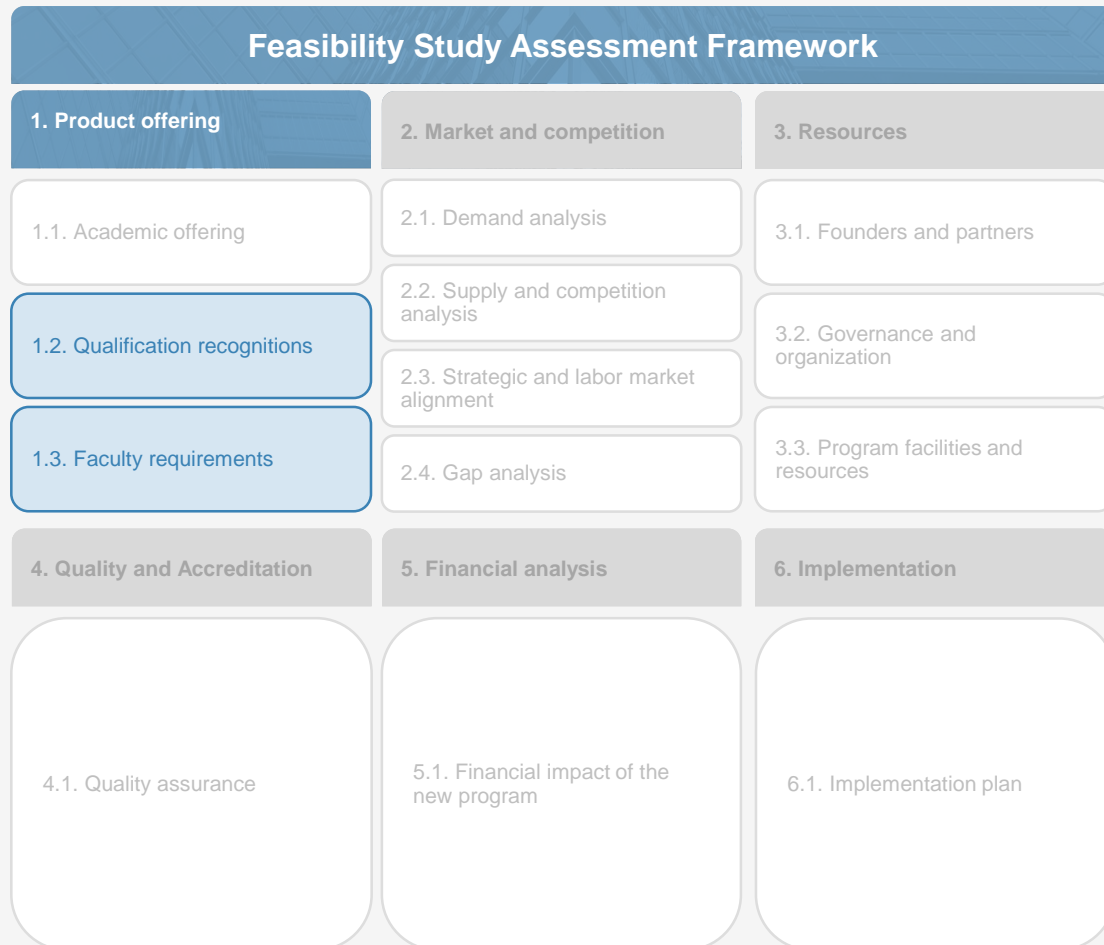 Feasibility Study Assessment Framework
1. Product offering
1.1. Academic offering
1.2. Qualification recognitions
1.3. Faculty requirements
2. Market and competition
2.1. Demand analysis
2.2. Supply and competition
analysis
2.3. Strategic and labor market
alignment
2.4. Gap analysis
3. Resources
3.1. Founders and partners
3.2. Governance and
organization
3.3. Program facilities and
resources
4. Quality and Accreditation
4.1. Quality assurance
5. Financial analysis
5.1. Financial impact of the
new program
6. Implementation
6.1. Implementation plan